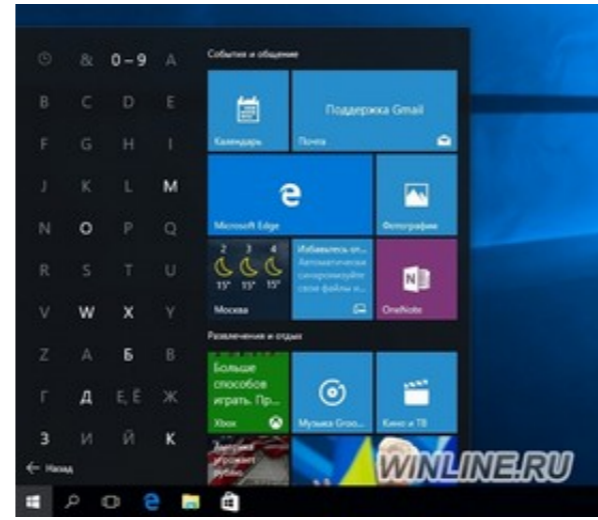 & 0–9 A
B C D E
F G H I
J K L M
N O P Q
R S T U
V W X Y
Z А Б В
Г Д Е, Ё Ж
З И Й К
← Назад
События и общение
Календарь
Поддержка Gmail
Почта
Microsoft Edge
Фотографии
2 3 4
15° 15° 15°
Москва
Избавьтесь от...
Автоматически
синхронизируйте
свои файлы и...
N
OneNote
Развлечения и отдых
Больше
способов
играть. Пр...
Xbox
Музыка Groo...
Кино и ТВ
угрожает
WINLINE.RU